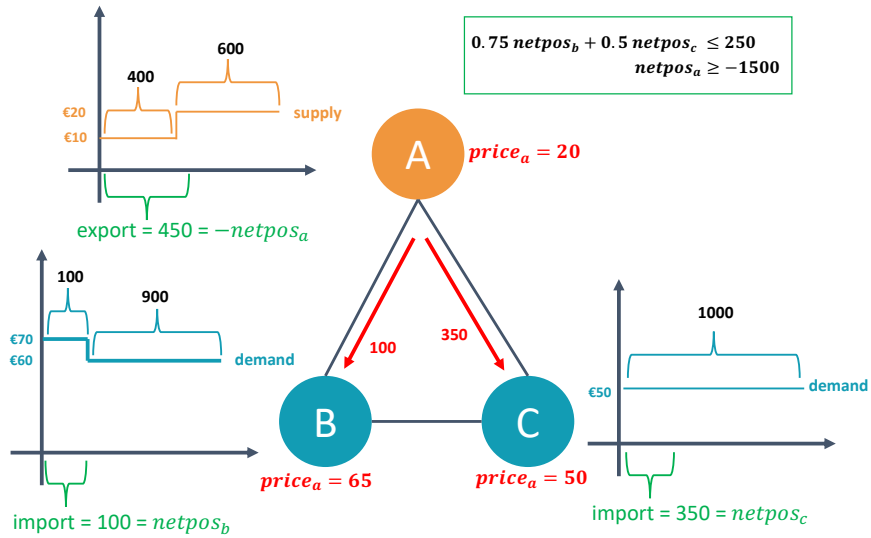 600
400
€20
€10
supply
export = 450 = −netpos_a
0.75 netpos_b + 0.5 netpos_c ≤ 250
netpos_a ≥ −1500
A
price_a = 20
100
900
€70
€60
demand
import = 100 = netpos_b
100
350
B
C
price_a = 65
price_a = 50
1000
€50
demand
import = 350 = netpos_c